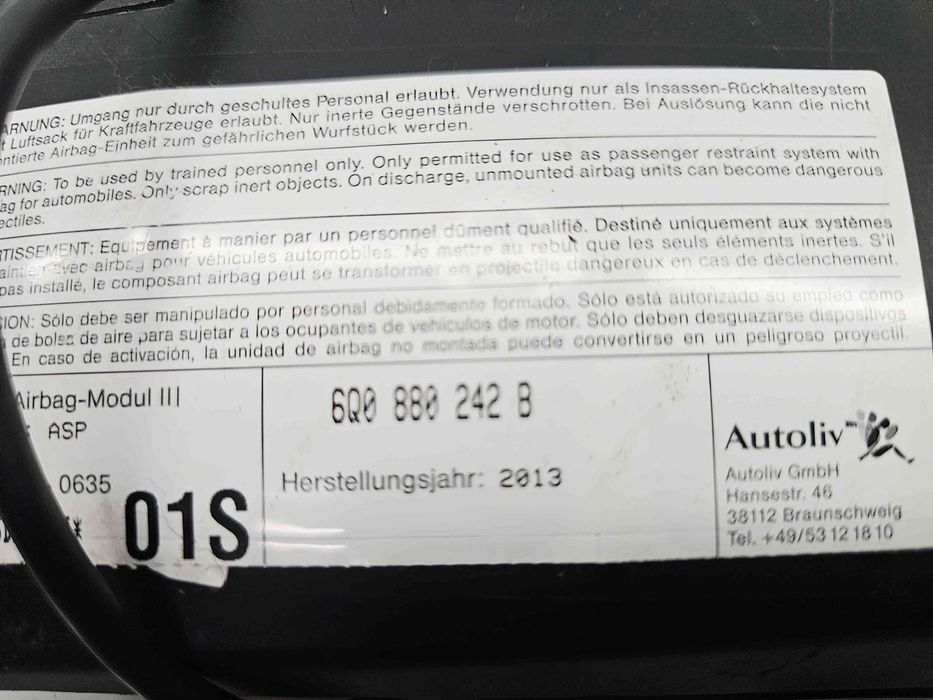 ARNUNG: Umgang nur durch geschultes Personal erlaubt. Verwendung nur als Insassen-Rückhaltesystem
t Luftsack für Kraftfahrzeuge erlaubt. Nur inerte Gegenstände verschrotten. Bei Auslösung kann die nicht
ontierte Airbag-Einheit zum gefährlichen Wurfstück werden.
RNING: To be used by trained personnel only. Only permitted for use as passenger restraint system with
ag for automobiles. Only scrap inert objects. On discharge, unmounted airbag units can become dangerous
ectiles.
RTISSEMENT: Equipement à manier par un personnel dûment qualifié. Destiné uniquement aux systèmes
aintien avec airbag pour véhicules automobiles. Ne mettre au rebut que les seuls éléments inertes. S'il
pas installé, le composant airbag peut se transformer en projectile dangereux en cas de déclenchement.
ION: Sólo debe ser manipulado por personal debidamente formado. Sólo está autorizado su empleo como
a de bolsa de aire para sujetar a los ocupantes de vehículos de motor. Sólo deben desguazarse dispositivos
En caso de activación, la unidad de airbag no montada puede convertirse en un peligroso proyectil.
Airbag-Modul III
ASP
0635
01S
6Q0 880 242 B
Herstellungsjahr: 2013
Autoliv
Autoliv GmbH
Hansestr. 46
38112 Braunschweig
Tel. +49/53121810